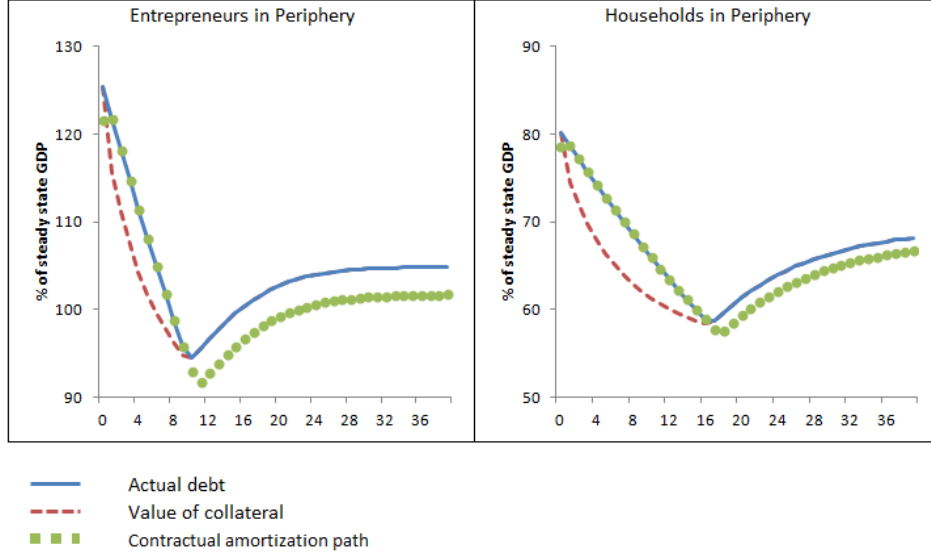 Entrepreneurs in Periphery
130
120
110
100
90
% of steady state GDP
0 4 8 12 16 20 24 28 32 36
Households in Periphery
90
80
70
60
50
% of steady state GDP
0 4 8 12 16 20 24 28 32 36
Actual debt
Value of collateral
Contractual amortization path